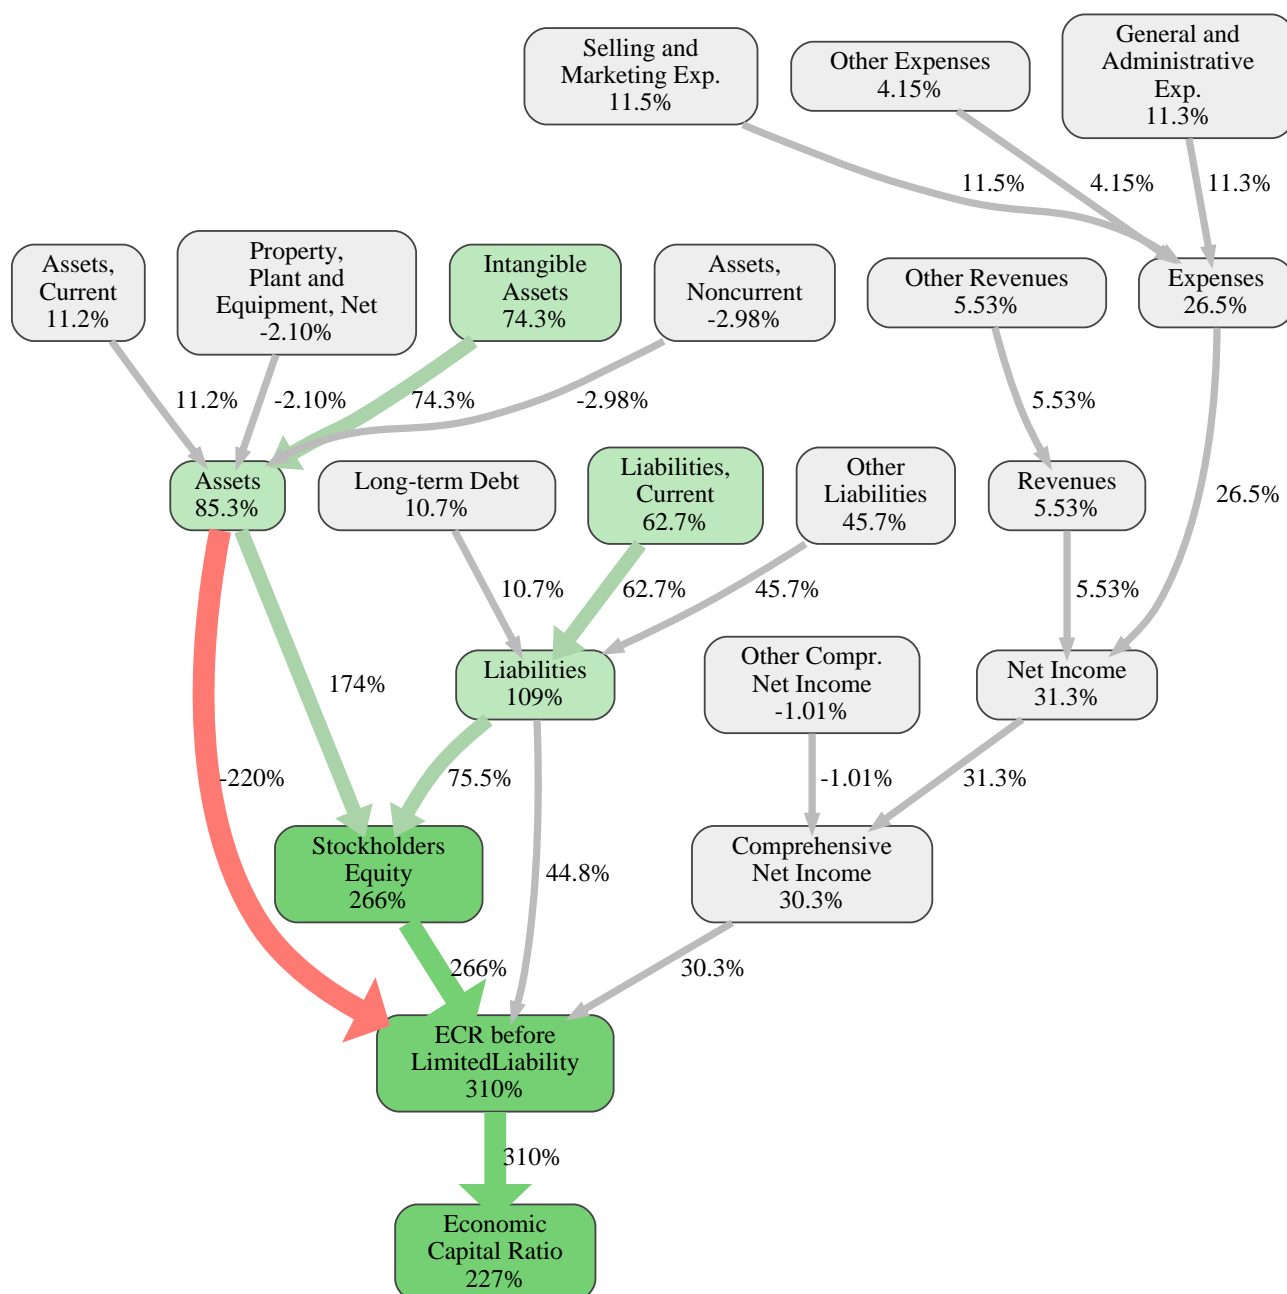 Selling and
Marketing Exp.
11.5%
Other Expenses
4.15%
General and
Administrative
Exp.
11.3%
11.5%
4.15%
11.3%
Assets,
Current
11.2%
Property,
Plant and
Equipment, Net
-2.10%
Intangible
Assets
74.3%
Assets,
Noncurrent
-2.98%
Other Revenues
5.53%
Expenses
26.5%
11.2%
-2.10%
74.3%
-2.98%
5.53%
26.5%
Assets
85.3%
Long-term Debt
10.7%
Liabilities,
Current
62.7%
Other
Liabilities
45.7%
Revenues
5.53%
10.7%
62.7%
45.7%
5.53%
Liabilities
109%
Other Compr.
Net Income
-1.01%
Net Income
31.3%
174%
-220%
75.5%
-1.01%
31.3%
Stockholders
Equity
266%
44.8%
Comprehensive
Net Income
30.3%
266%
30.3%
ECR before
LimitedLiability
310%
310%
Economic
Capital Ratio
227%